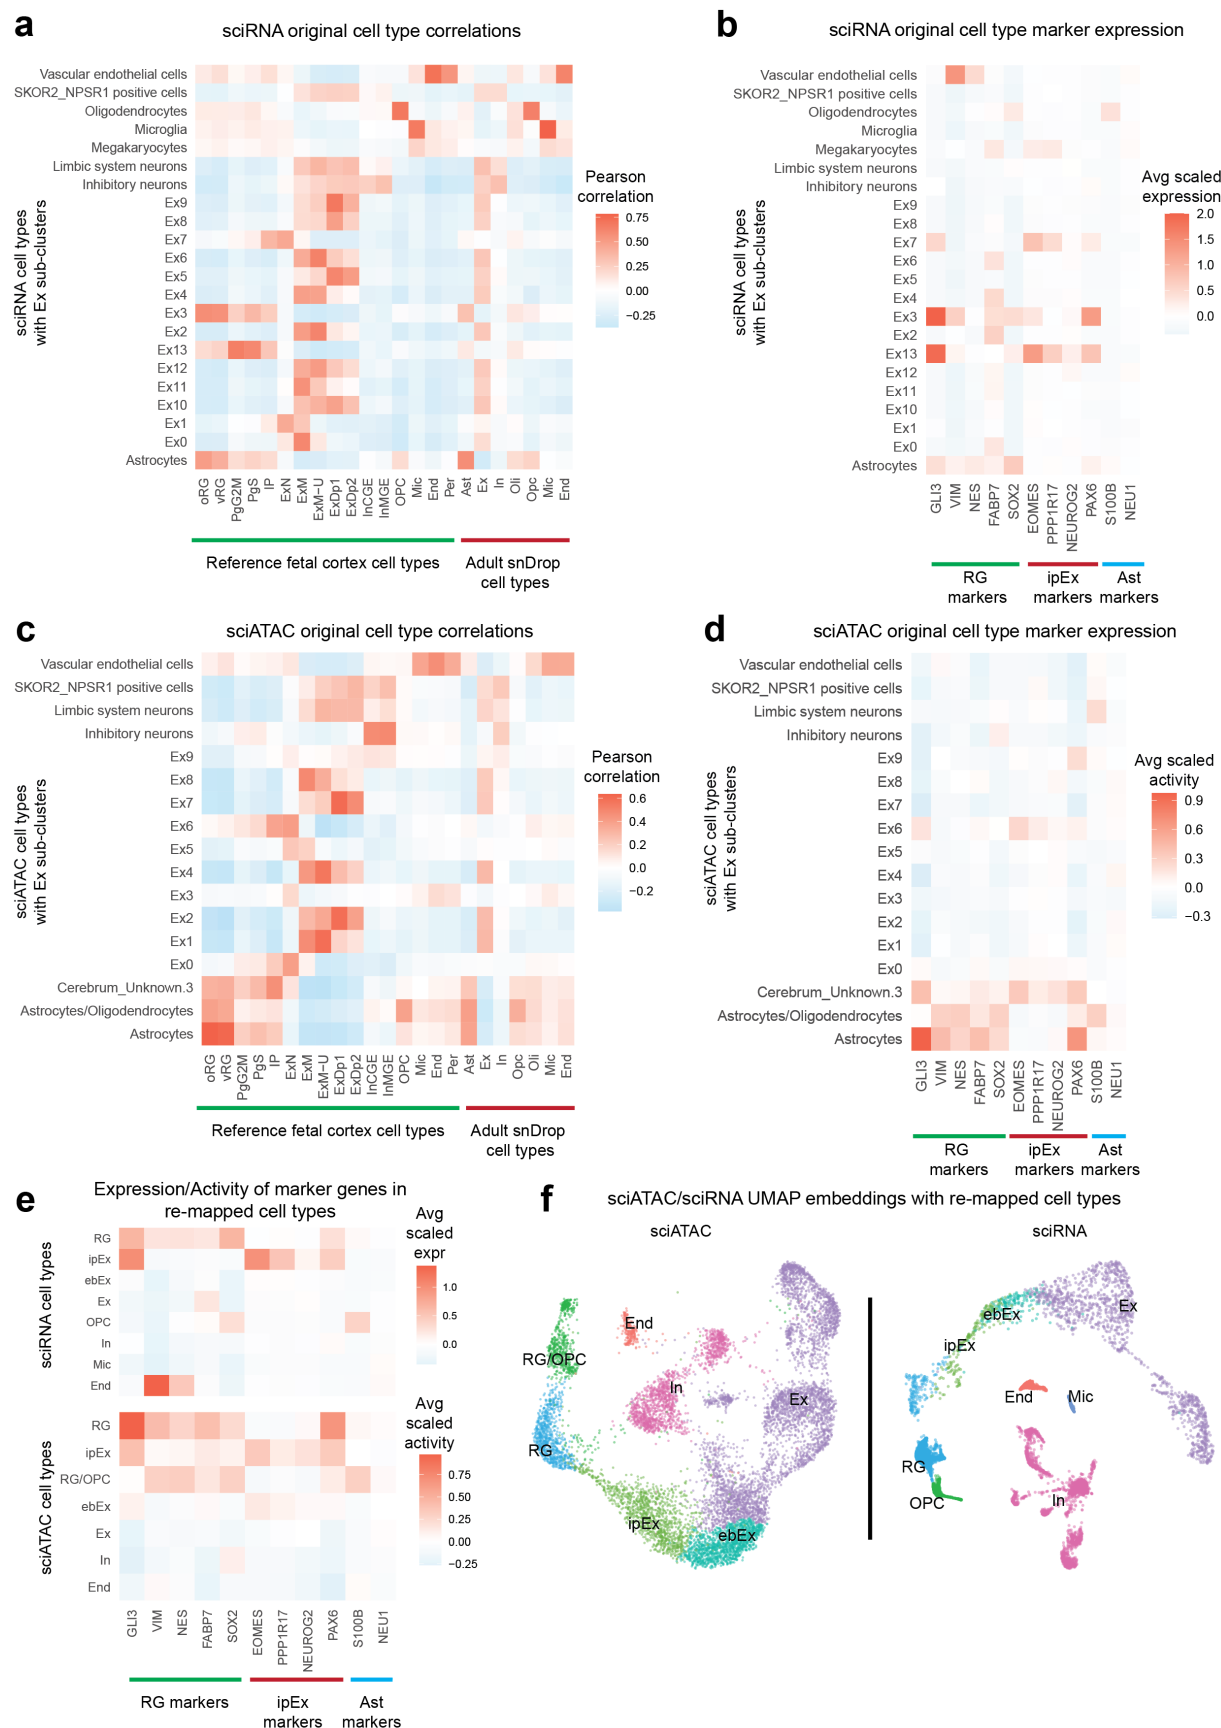 a
sciRNA original cell type correlations
Vascular endothelial cells
SKOR2_NPSR1 positive cells
Oligodendrocytes
Microglia
Megakaryocytes
Limbic system neurons
Inhibitory neurons
Ex9
Ex8
Ex7
Ex6
Ex5
Ex4
Ex3
Ex2
Ex13
Ex12
Ex11
Ex10
Ex1
Ex0
Astrocytes
sciRNA cell types
with Ex sub-clusters
oRG
vRG
PgG2M
PgS
IP
ExN
ExM
ExM-U
ExDp1
ExDp2
InCGE
InMGE
OPC
Mic
End
Per
Ast
Ex
In
Oli
Opc
Mic
End
Reference fetal cortex cell types
Adult snDrop
cell types
Pearson
correlation
0.75
0.50
0.25
0.00
−0.25
b
sciRNA original cell type marker expression
Vascular endothelial cells
SKOR2_NPSR1 positive cells
Oligodendrocytes
Microglia
Megakaryocytes
Limbic system neurons
Inhibitory neurons
Ex9
Ex8
Ex7
Ex6
Ex5
Ex4
Ex3
Ex2
Ex13
Ex12
Ex11
Ex10
Ex1
Ex0
Astrocytes
sciRNA cell types
with Ex sub-clusters
GLI3
VIM
NES
FABP7
SOX2
EOMES
PPP1R17
NEUROG2
PAX6
S100B
NEU1
RG
markers
ipEx
markers
Ast
markers
Avg scaled
expression
2.0
1.5
1.0
0.5
0.0
c
sciATAC original cell type correlations
Vascular endothelial cells
SKOR2_NPSR1 positive cells
Limbic system neurons
Inhibitory neurons
Ex9
Ex8
Ex7
Ex6
Ex5
Ex4
Ex3
Ex2
Ex1
Ex0
Cerebrum_Unknown.3
Astrocytes/Oligodendrocytes
Astrocytes
sciATAC cell types
with Ex sub-clusters
oRG
vRG
PgG2M
PgS
IP
ExN
ExM
ExM-U
ExDp1
ExDp2
InCGE
InMGE
OPC
Mic
End
Per
Ast
Ex
In
Opc
Oli
Mic
End
Reference fetal cortex cell types
Adult snDrop
cell types
Pearson
correlation
0.6
0.4
0.2
0.0
−0.2
d
sciATAC original cell type marker expression
Vascular endothelial cells
SKOR2_NPSR1 positive cells
Limbic system neurons
Inhibitory neurons
Ex9
Ex8
Ex7
Ex6
Ex5
Ex4
Ex3
Ex2
Ex1
Ex0
Cerebrum_Unknown.3
Astrocytes/Oligodendrocytes
Astrocytes
sciATAC cell types
with Ex sub-clusters
GLI3
VIM
NES
FABP7
SOX2
EOMES
PPP1R17
NEUROG2
PAX6
S100B
NEU1
RG
markers
ipEx
markers
Ast
markers
Avg scaled
activity
0.9
0.6
0.3
0.0
−0.3
e
Expression/Activity of marker genes in
re-mapped cell types
sciRNA cell types
RG
ipEx
ebEx
Ex
OPC
In
Mic
End
Avg
scaled
expr
1.0
0.5
0.0
sciATAC cell types
RG
ipEx
RG/OPC
ebEx
Ex
In
End
Avg
scaled
activity
0.75
0.50
0.25
0.00
−0.25
GLI3
VIM
NES
FABP7
SOX2
EOMES
PPP1R17
NEUROG2
PAX6
S100B
NEU1
RG markers
ipEx
markers
Ast
markers
f
sciATAC/sciRNA UMAP embeddings with re-mapped cell types
sciATAC
End
RG/OPC
In
Ex
RG
ipEx
ebEx
sciRNA
Ex
ebEx
ipEx
End
Mic
RG
OPC
In